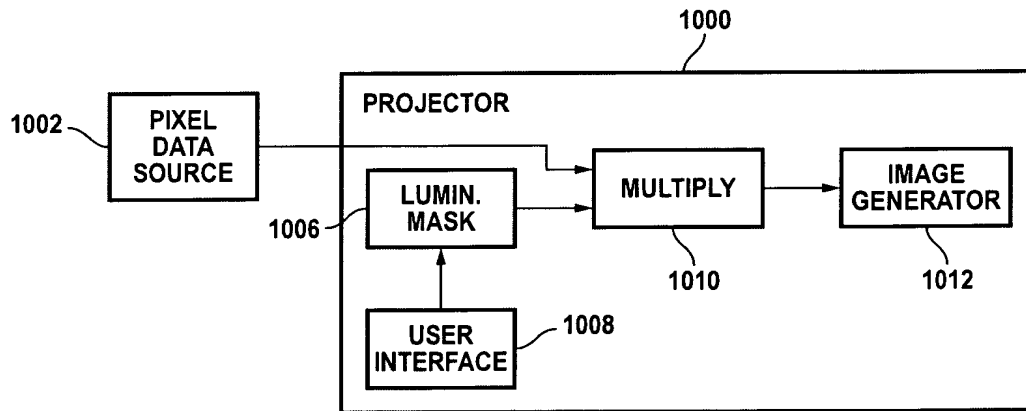 1000
PROJECTOR
1002
PIXEL
DATA
SOURCE
1006
LUMIN.
MASK
MULTIPLY
1010
IMAGE
GENERATOR
1012
USER
INTERFACE
1008